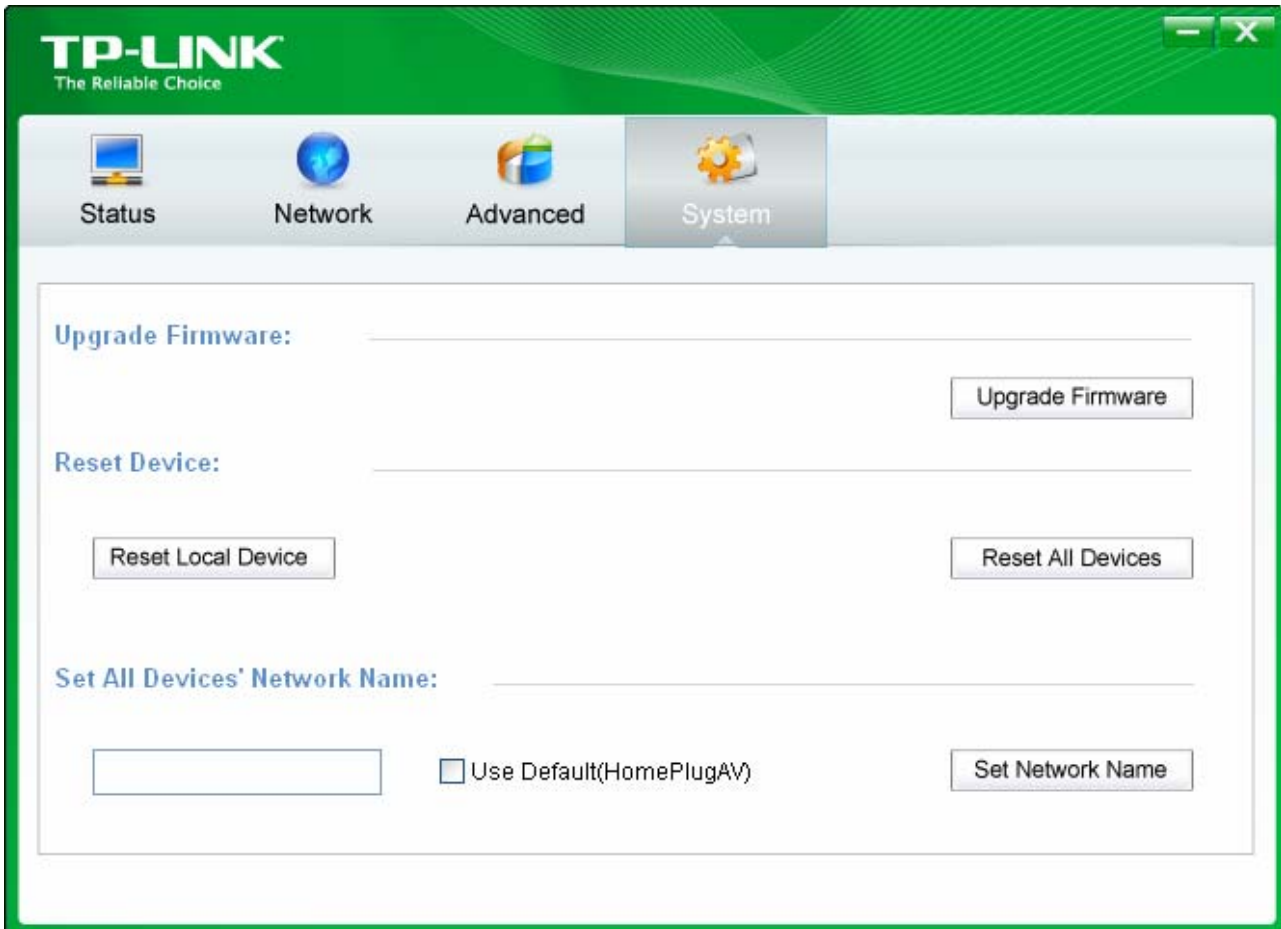 TP-LINK
The Reliable Choice
Status
Network
Advanced
System
Upgrade Firmware:
Upgrade Firmware
Reset Device:
Reset Local Device
Reset All Devices
Set All Devices' Network Name:
Use Default(HomePlugAV)
Set Network Name